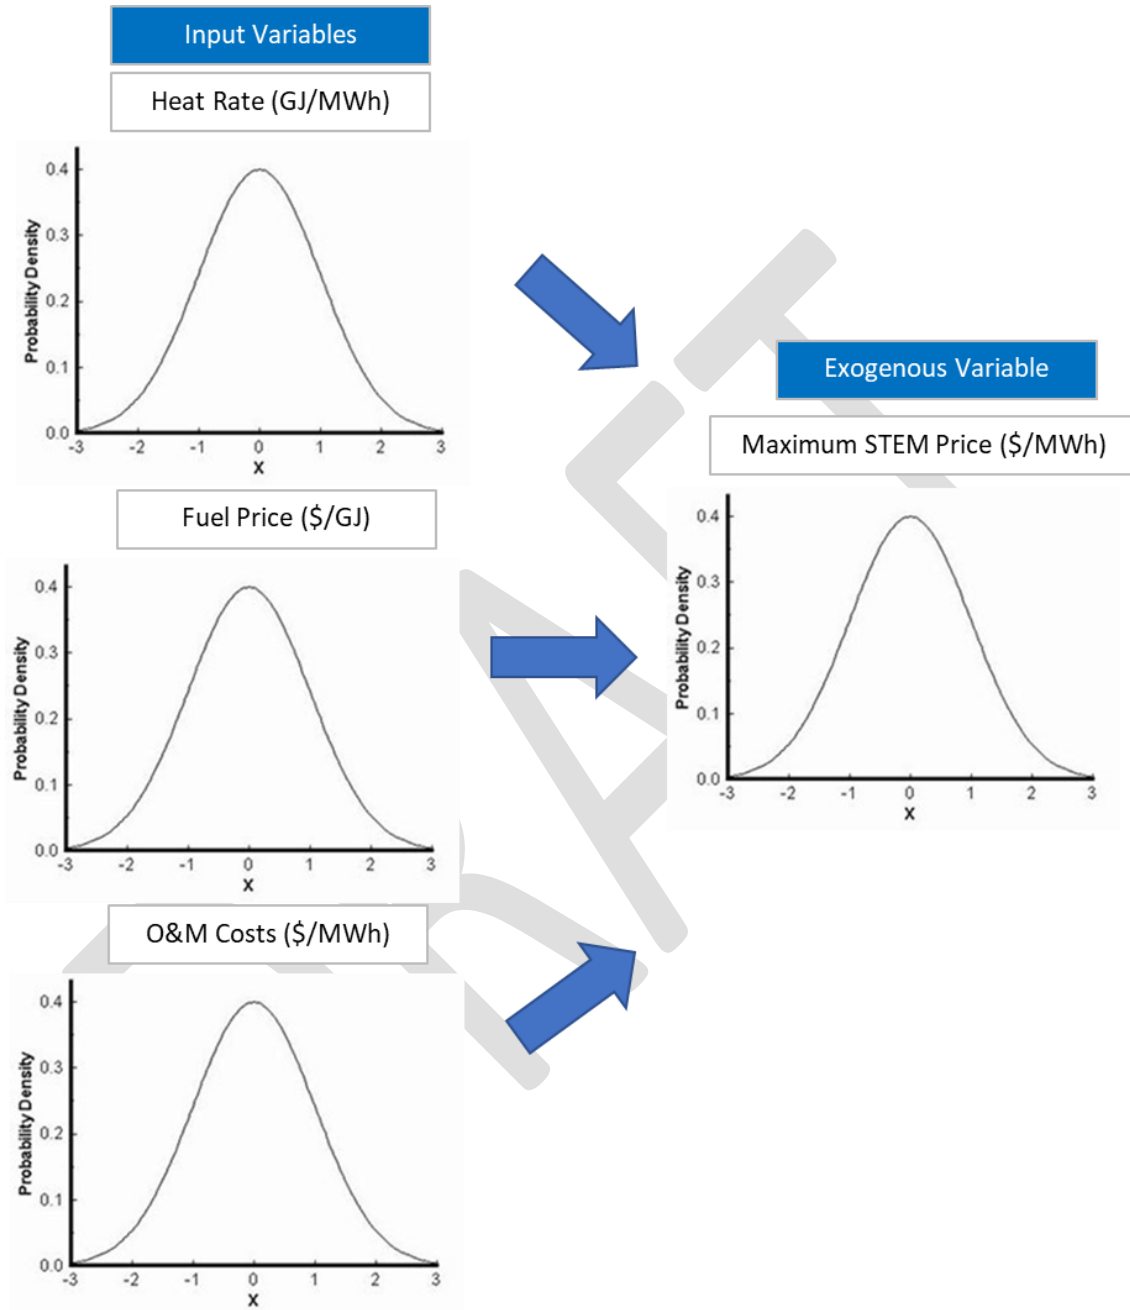 Input Variables
Heat Rate (GJ/MWh)
Probability Density
0.4
0.3
0.2
0.1
0.0
-3 -2 -1 0 1 2 3
X
Fuel Price ($/GJ)
Probability Density
0.4
0.3
0.2
0.1
0.0
-3 -2 -1 0 1 2 3
X
O&M Costs ($/MWh)
Probability Density
0.4
0.3
0.2
0.1
0.0
-3 -2 -1 0 1 2 3
X
Exogenous Variable
Maximum STEM Price ($/MWh)
Probability Density
0.4
0.3
0.2
0.1
0.0
-3 -2 -1 0 1 2 3
X
DRAFT